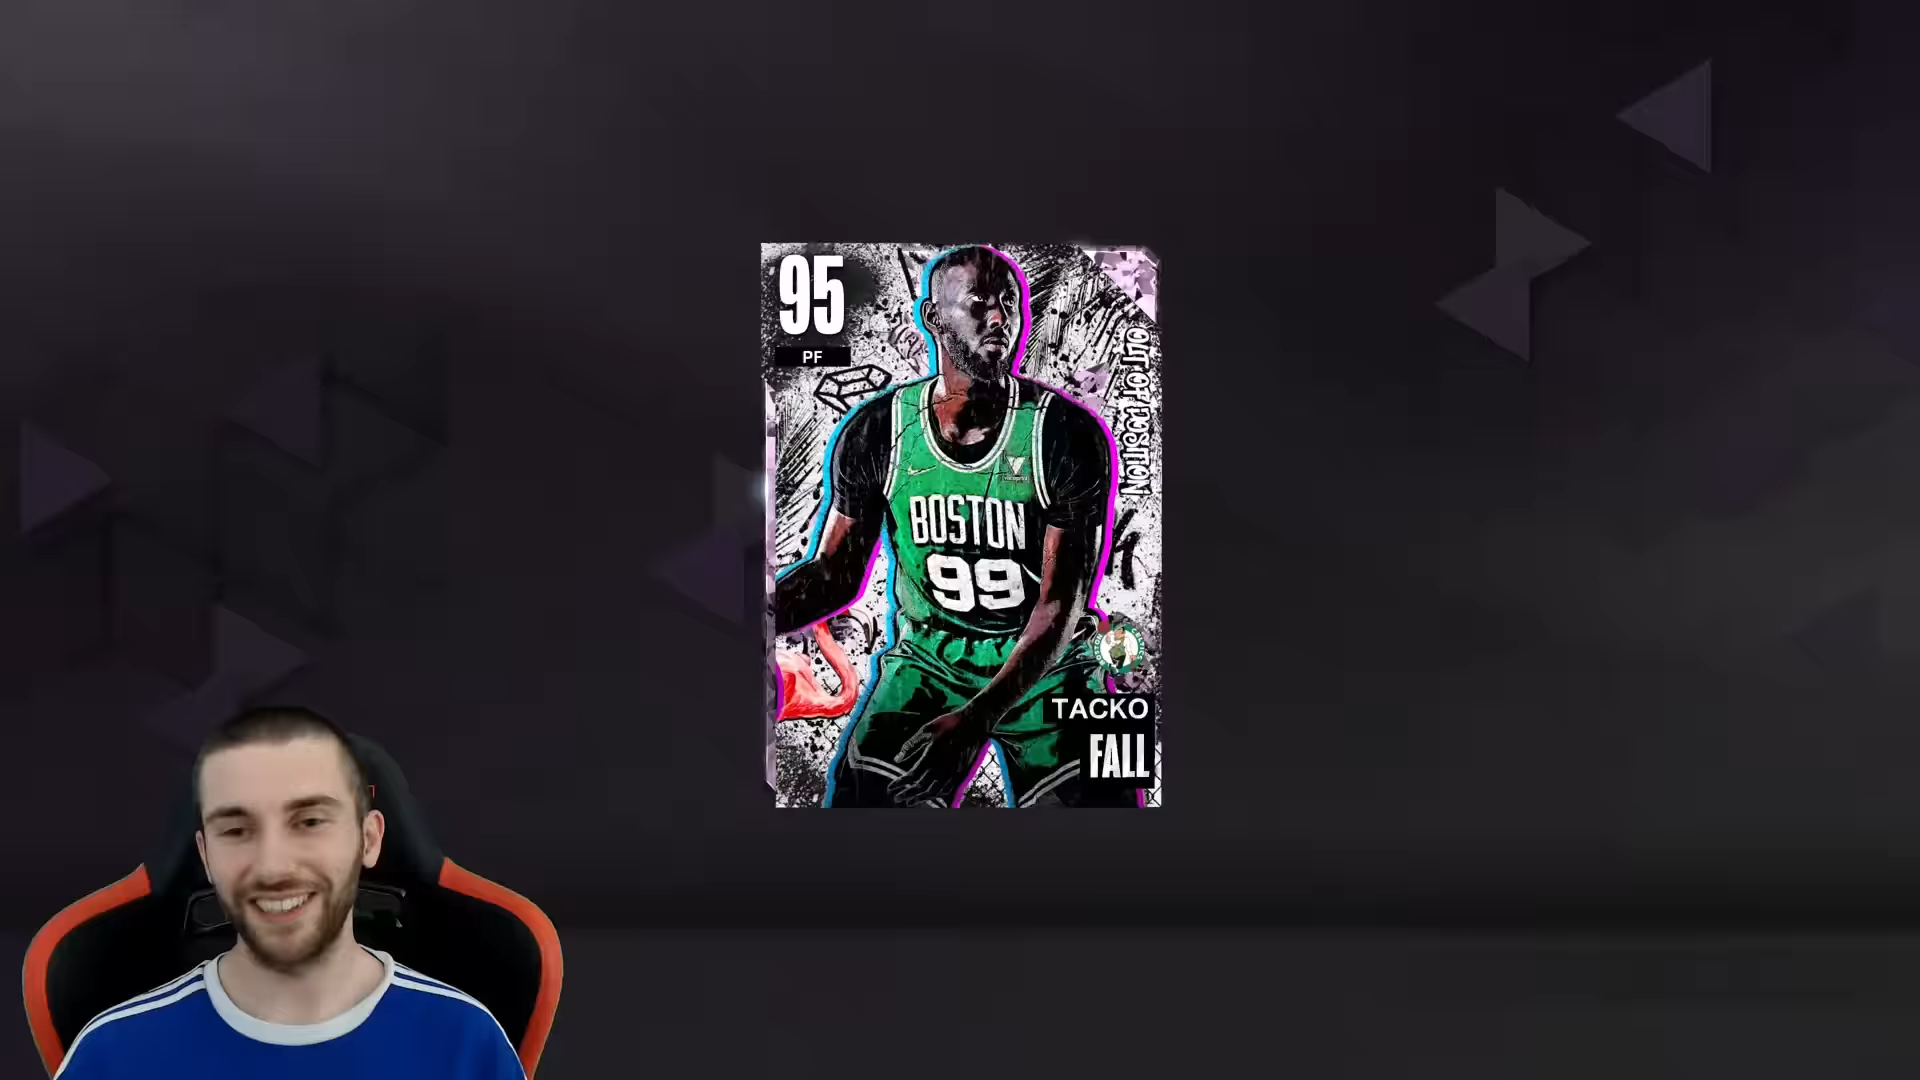 95
PF
OUT OF POSITION
BOSTON
99
TACKO
FALL